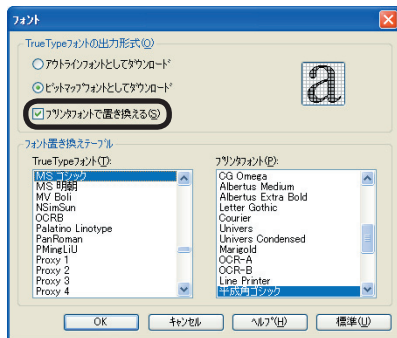 フォント
TrueTypeフォントの出力形式(O)
アウトラインフォントとしてダウンロード
ビットマップフォントとしてダウンロード
a
プリンタフォントで置き換える(S)
フォント置き換えテーブル
TrueTypeフォント(T):
MS ゴシック
MS 明朝
MV Boli
NSimSun
OCRB
Palatino Linotype
PanRoman
PMingLiU
Proxy 1
Proxy 2
Proxy 3
Proxy 4
プリンタフォント(P):
CG Omega
Albertus Medium
Albertus Extra Bold
Letter Gothic
Courier
Univers
Univers Condensed
Marigold
OCR-A
OCR-B
Line Printer
平成角ゴシック
OK
キャンセル
ヘルプ(H)
標準(U)